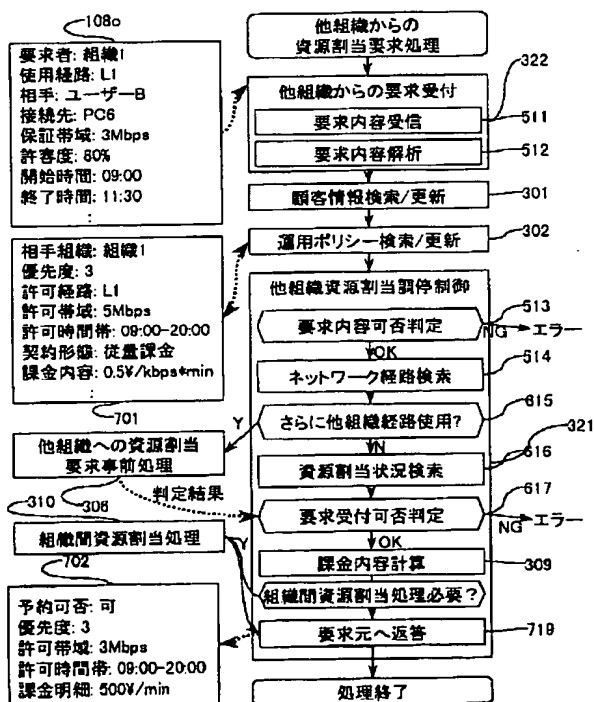 108c
要求者: 組織1
使用経路: L1
相手: ユーザーB
接続先: PC6
保証帯域: 3Mbps
許容度: 80%
開始時間: 09:00
終了時間: 11:30
:
相手組織: 組織1
優先度: 3
許可経路: L1
許可帯域: 5Mbps
許可時間帯: 09:00-20:00
契約形態: 従量課金
課金内容: 0.5¥/kbps*min
:
701
他組織への資源割当
要求事前処理
310
308
判定結果
組織間資源割当処理
702
予約可否: 可
優先度: 3
許可帯域: 3Mbps
許可時間帯: 09:00-20:00
課金明細: 500¥/min
他組織からの
資源割当要求処理
322
他組織からの要求受付
要求内容受信
511
要求内容解析
512
顧客情報検索/更新
301
運用ポリシー検索/更新
302
他組織資源割当調停制御
513
要求内容可否判定
NG
エラー
OK
514
ネットワーク経路検索
615
さらに他組織経路使用?
Y
N
321
616
資源割当状況検索
617
要求受付可否判定
NG
エラー
OK
課金内容計算
309
Y
組織間資源割当処理必要?
要求元へ返答
719
処理終了